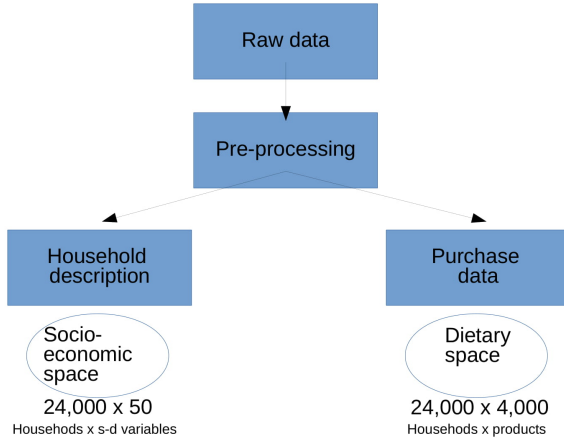 Raw data
Pre-processing
Household
description
Purchase
data
Socio-
economic
space
Dietary
space
24,000 x 50
24,000 x 4,000
Househods x s-d variables
Househods x products